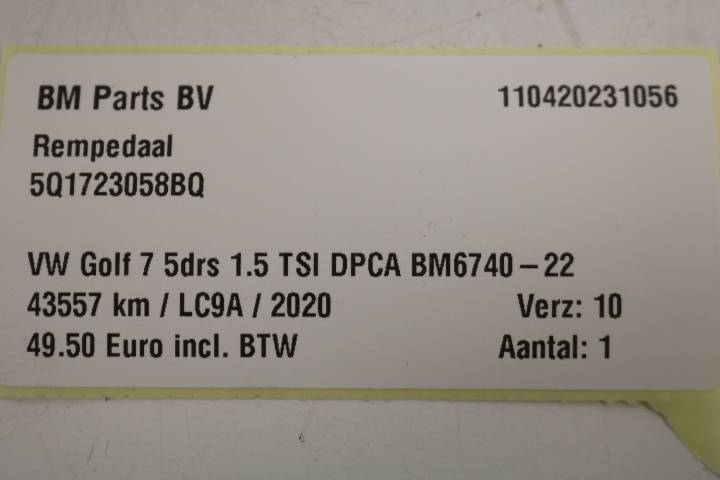 BM Parts BV 110420231056
Rempedaal
5Q1723058BQ
VW Golf 7 5drs 1.5 TSI DPCA BM6740-22
43557 km / LC9A / 2020 Verz: 10
49.50 Euro incl. BTW Aantal: 1